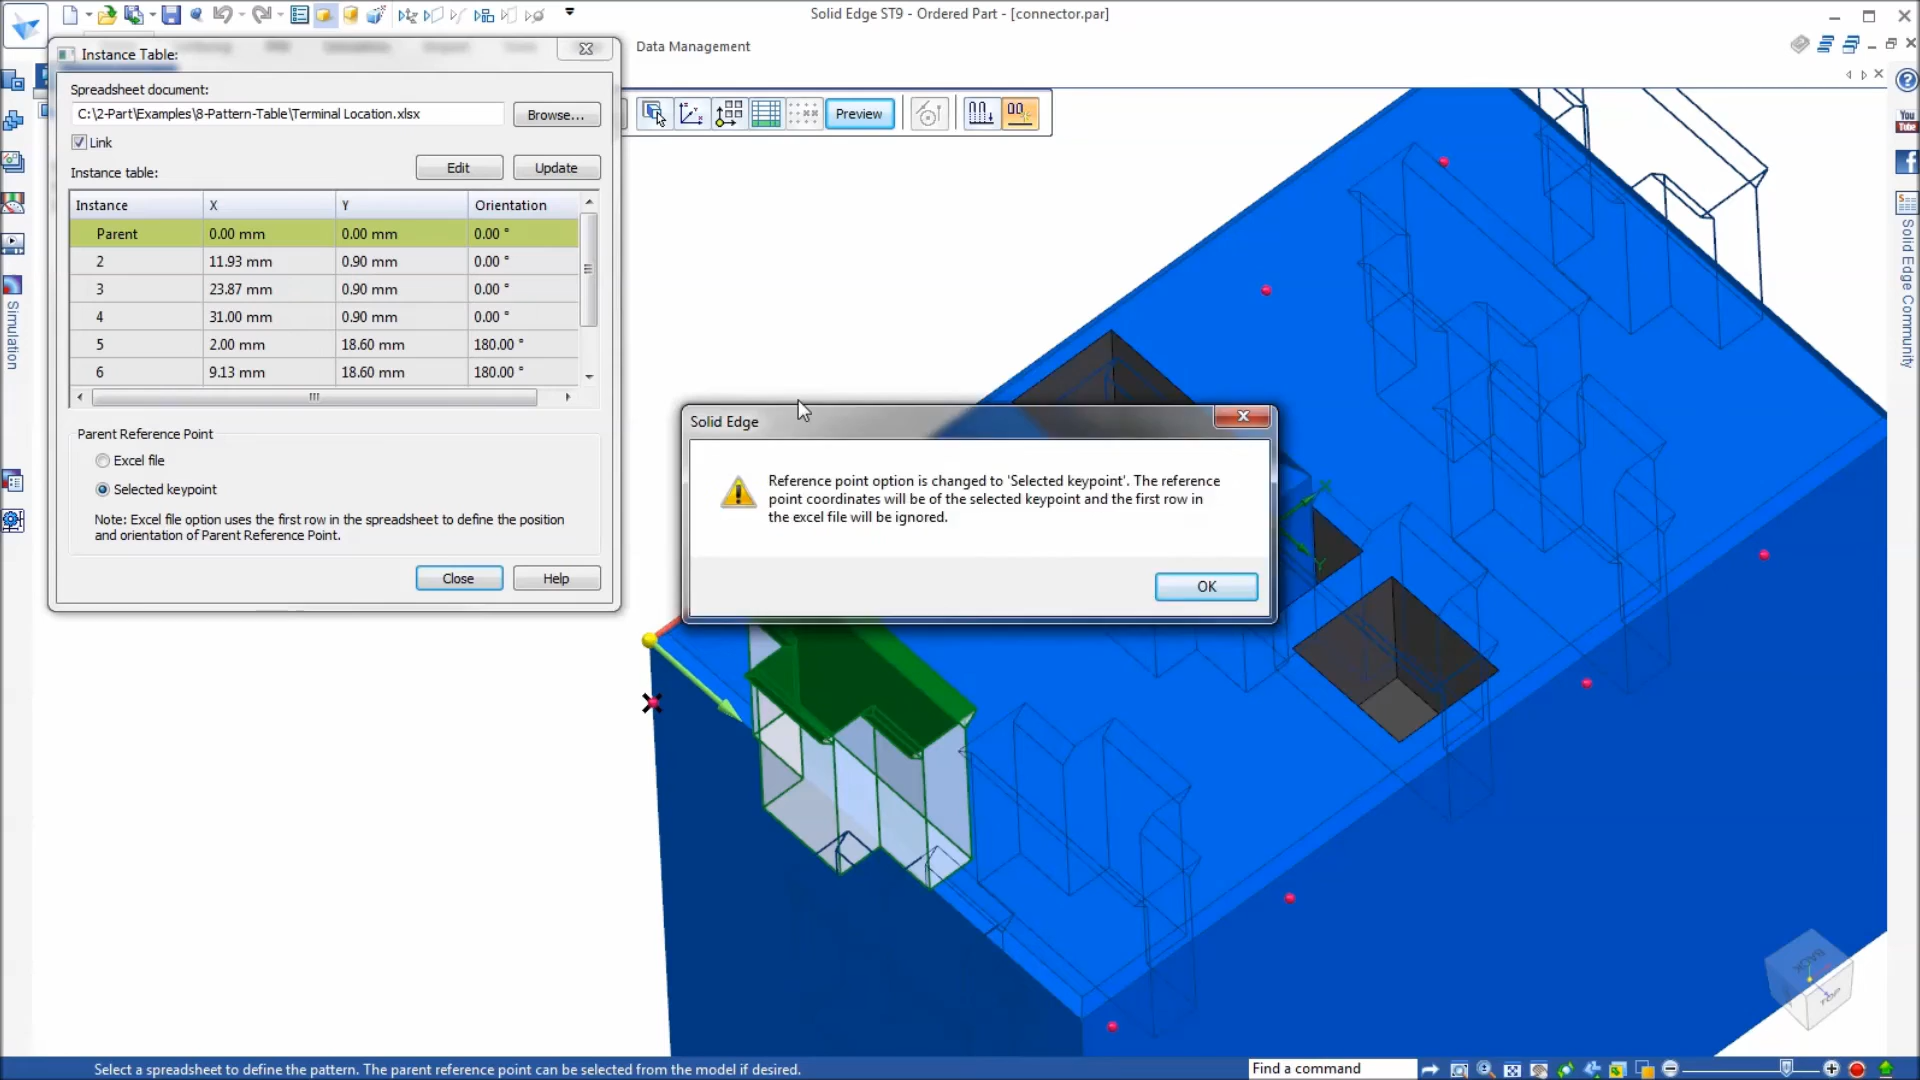 Solid Edge ST9 - Ordered Part - [connector.par]
Data Management
Instance Table:
Spreadsheet document:
C:\2-Part\Examples\8-Pattern-Table\Terminal Location.xlsx
Browse...
Link
Instance table:
Edit
Update
Instance X Y Orientation
Parent 0.00 mm 0.00 mm 0.00 °
2 11.93 mm 0.90 mm 0.00 °
3 23.87 mm 0.90 mm 0.00 °
4 31.00 mm 0.90 mm 0.00 °
5 2.00 mm 18.60 mm 180.00 °
6 9.13 mm 18.60 mm 180.00 °
Parent Reference Point
Excel file
Selected keypoint
Note: Excel file option uses the first row in the spreadsheet to define the position
and orientation of Parent Reference Point.
Close
Help
Preview
Solid Edge
Reference point option is changed to 'Selected keypoint'. The reference
point coordinates will be of the selected keypoint and the first row in
the excel file will be ignored.
OK
Simulation
You
Tube
Solid Edge Community
X
Y
BACK
TOP
Select a spreadsheet to define the pattern. The parent reference point can be selected from the model if desired.
Find a command